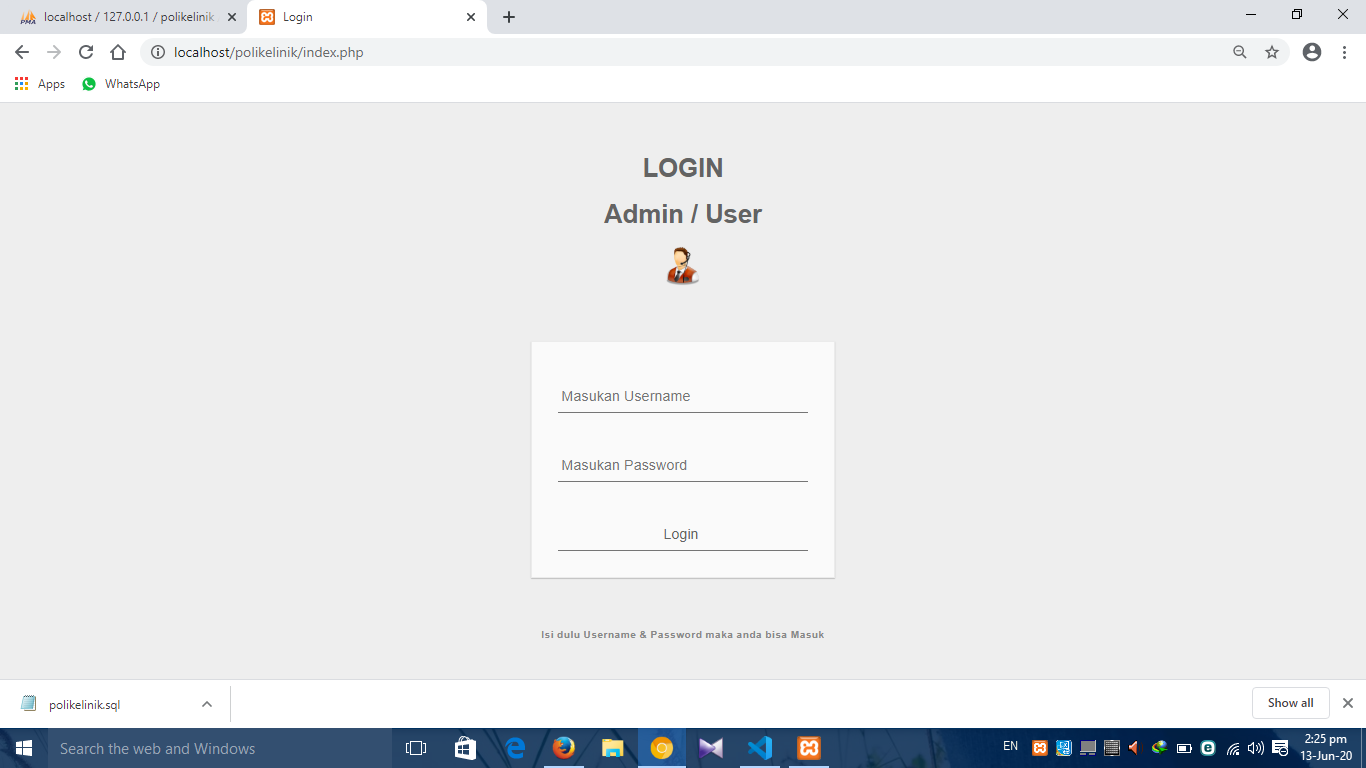 localhost / 127.0.0.1 / polikelinik
Login
localhost/polikelinik/index.php
Apps
WhatsApp
LOGIN
Admin / User
Masukan Username
Masukan Password
Login
Isi dulu Username & Password maka anda bisa Masuk
polikelinik.sql
Show all
Search the web and Windows
EN
2:25 pm
13-Jun-20